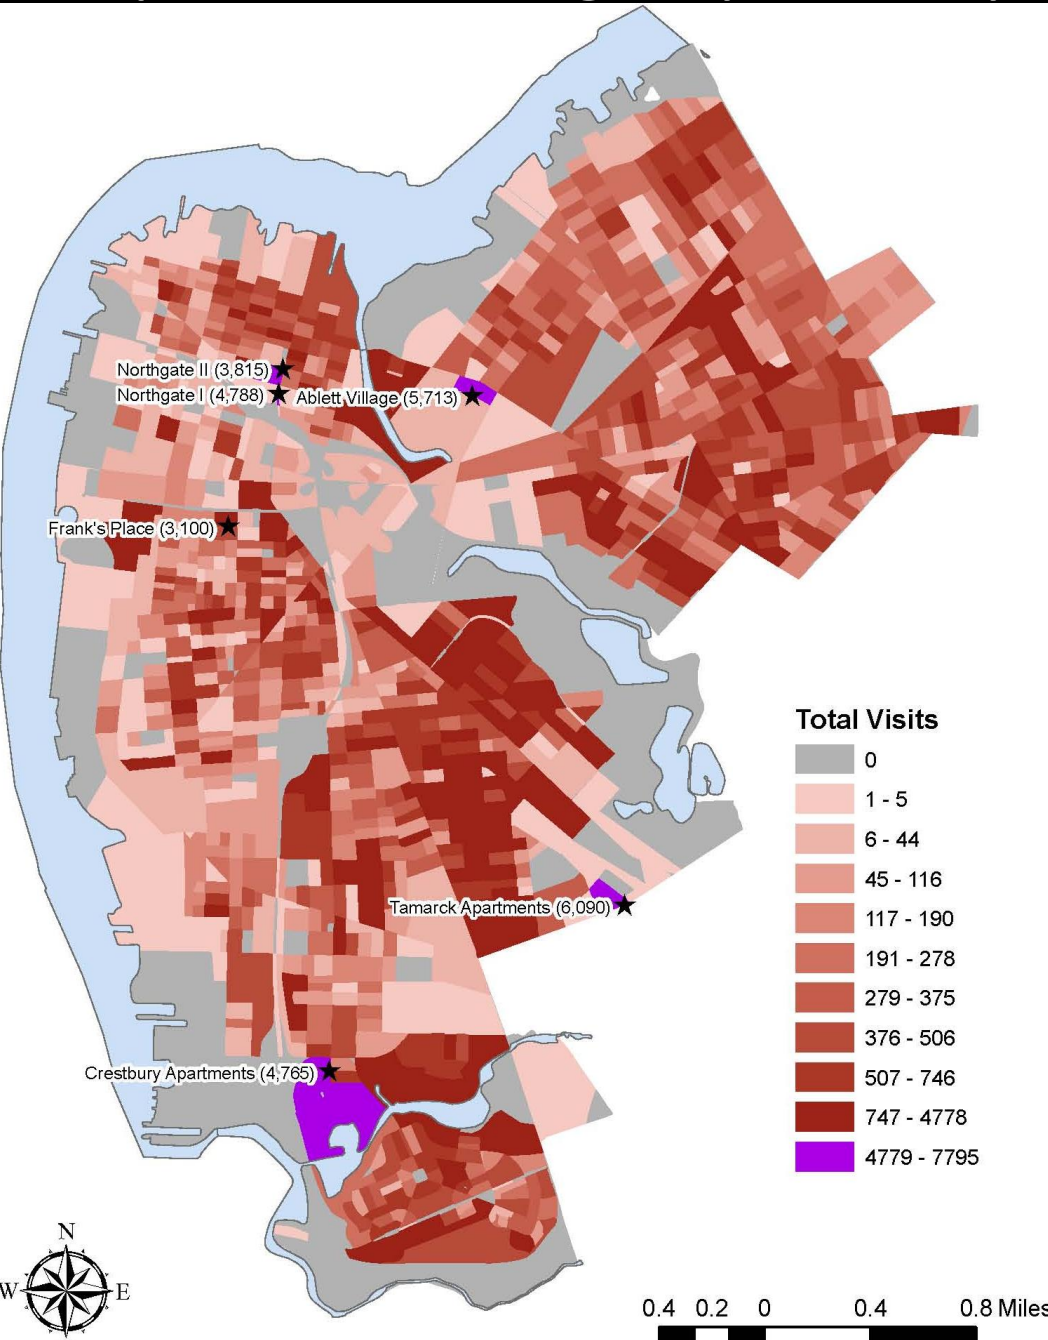 Northgate II (3,815)
Northgate I (4,788)
Ablett Village (5,713)
Frank's Place (3,100)
Tamarck Apartments (6,090)
Crestbury Apartments (4,765)
Total Visits
0
1 - 5
6 - 44
45 - 116
117 - 190
191 - 278
279 - 375
376 - 506
507 - 746
747 - 4778
4779 - 7795
N
W E
S
0.4 0.2 0 0.4 0.8 Miles